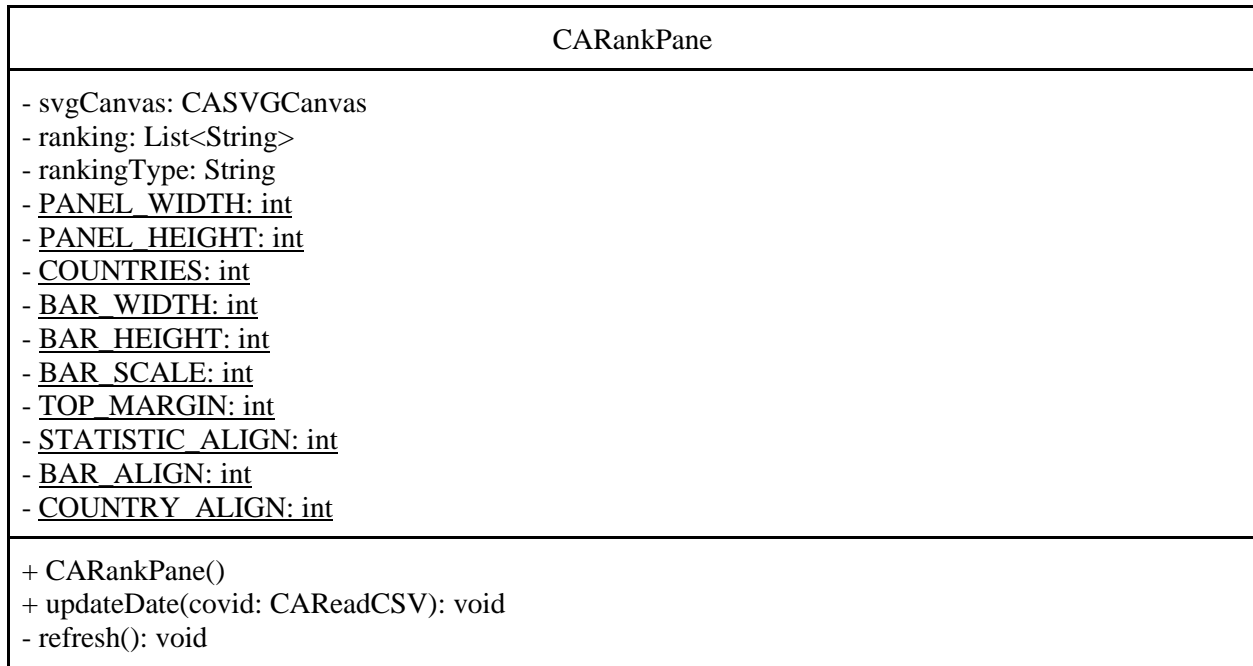 CARankPane
- svgCanvas: CASVGCanvas
- ranking: List<String>
- rankingType: String
- PANEL_WIDTH: int
- PANEL_HEIGHT: int
- COUNTRIES: int
- BAR_WIDTH: int
- BAR_HEIGHT: int
- BAR_SCALE: int
- TOP_MARGIN: int
- STATISTIC_ALIGN: int
- BAR_ALIGN: int
- COUNTRY_ALIGN: int
+ CARankPane()
+ updateDate(covid: CAReadCSV): void
- refresh(): void